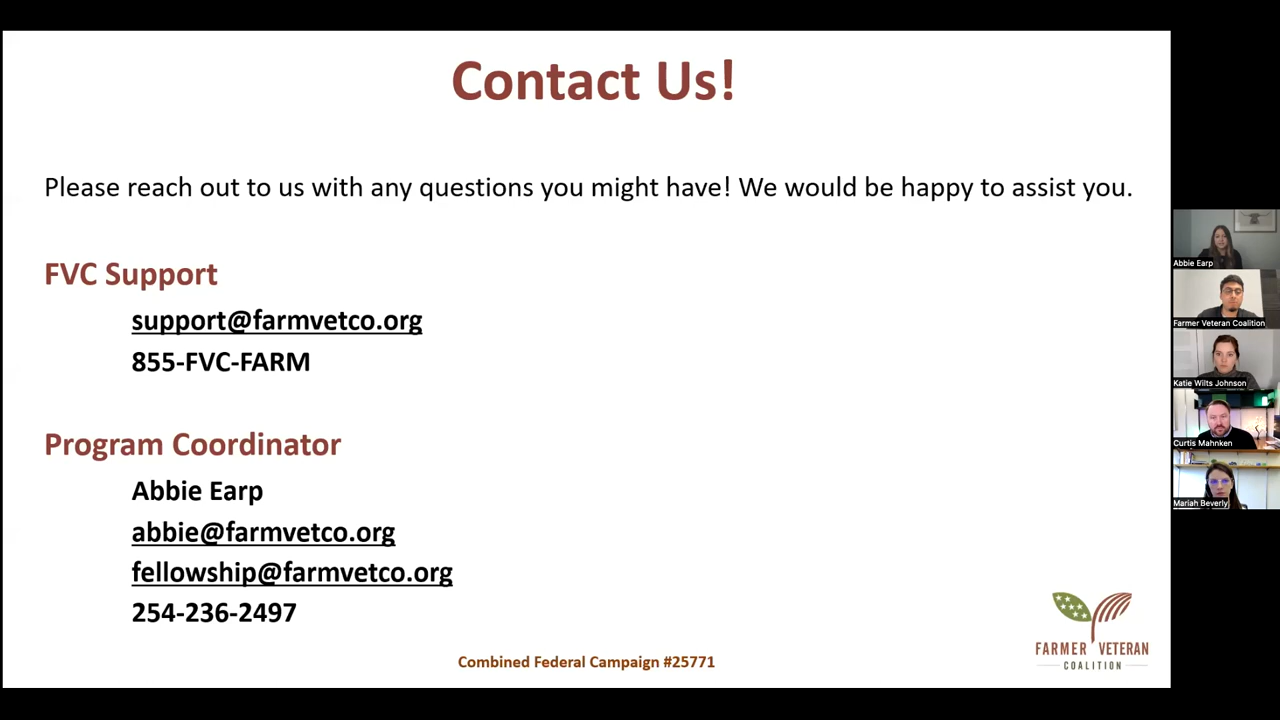 Contact Us!
Please reach out to us with any questions you might have! We would be happy to assist you.
FVC Support
support@farmvetco.org
855-FVC-FARM
Program Coordinator
Abbie Earp
abbie@farmvetco.org
fellowship@farmvetco.org
254-236-2497
Combined Federal Campaign #25771
FARMER VETERAN
COALITION
Abbie Earp
Farmer Veteran Coalition
Katie Wilts Johnson
Curtis Mahnken
Mariah Beverly